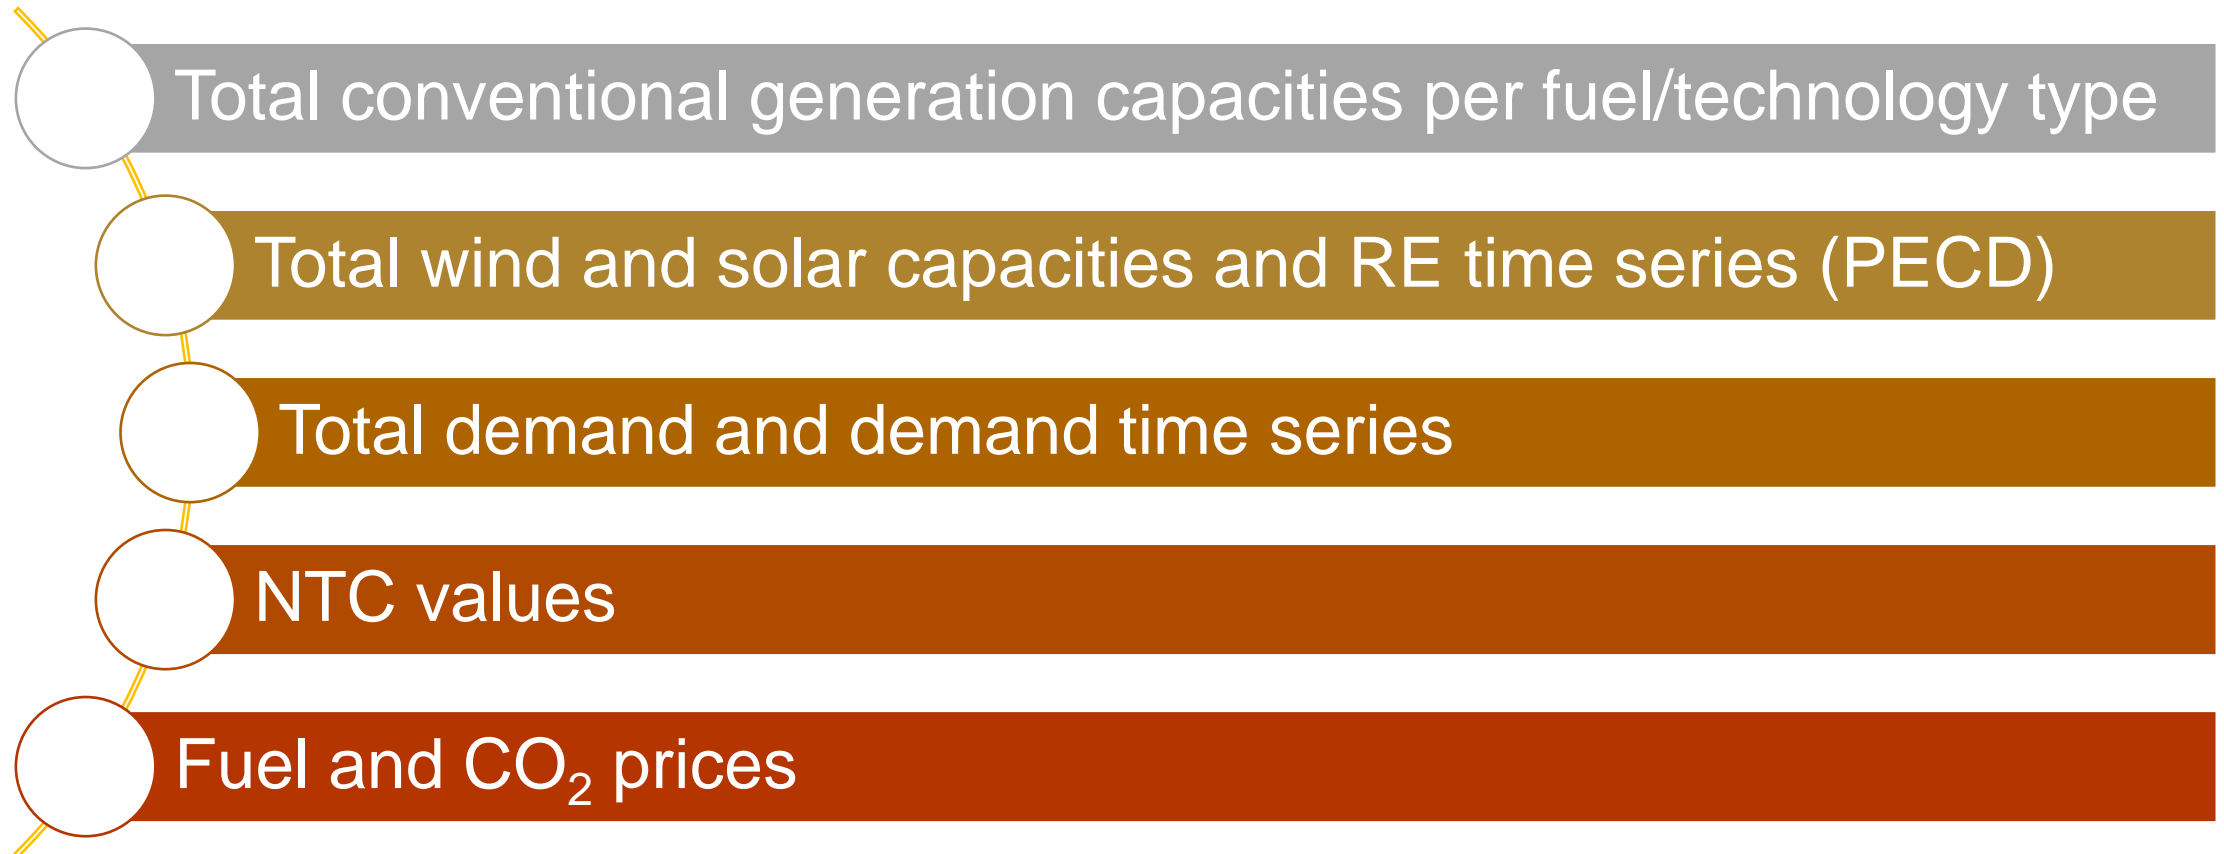 Total conventional generation capacities per fuel/technology type
Total wind and solar capacities and RE time series (PECD)
Total demand and demand time series
NTC values
Fuel and CO₂ prices